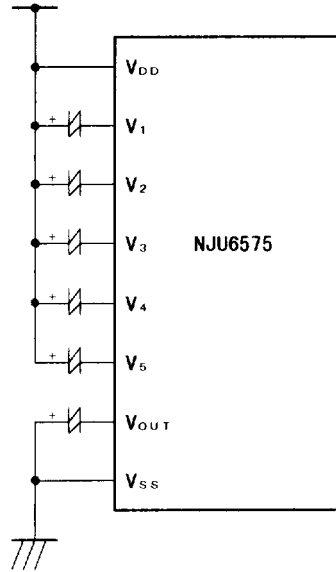 VDD
+ V1
+ V2
+ V3
NJU6575
+ V4
+ V5
+ VOUT
VSS